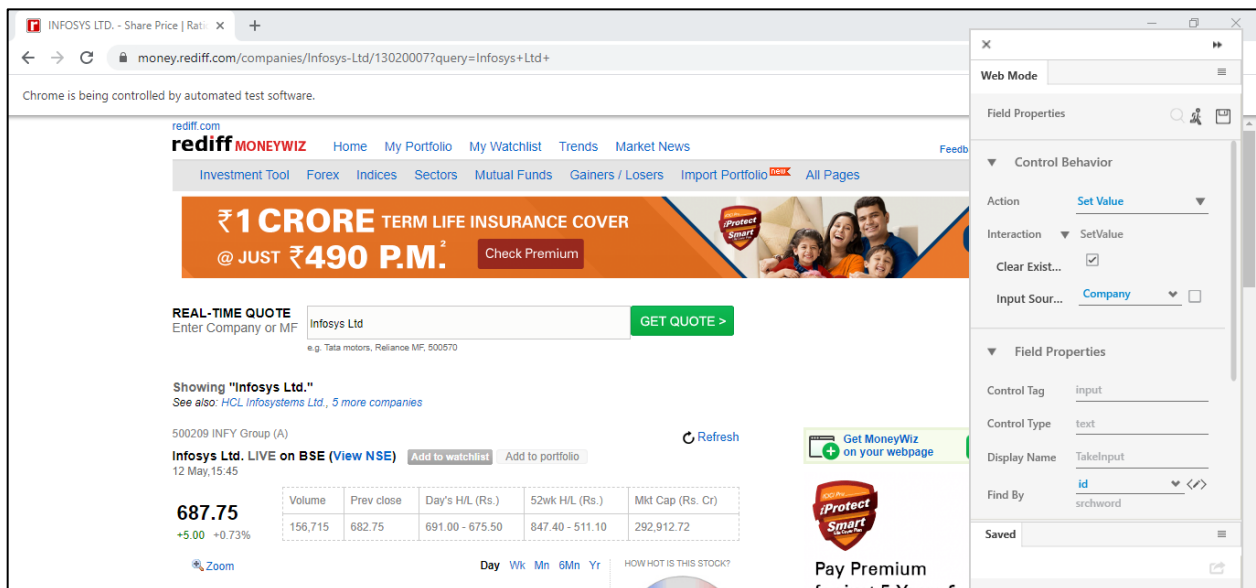 INFOSYS LTD. - Share Price | Rati
money.rediff.com/companies/Infosys-Ltd/13020007?query=Infosys+Ltd+
Chrome is being controlled by automated test software.
rediff.com
rediff MONEYWIZ Home My Portfolio My Watchlist Trends Market News Feedb
Investment Tool Forex Indices Sectors Mutual Funds Gainers / Losers Import Portfolio new All Pages
₹1 CRORE TERM LIFE INSURANCE COVER
@ JUST ₹490 P.M.² Check Premium
iProtect
Smart
REAL-TIME QUOTE
Enter Company or MF Infosys Ltd GET QUOTE >
e.g. Tata motors, Reliance MF, 500570
Showing "Infosys Ltd."
See also: HCL Infosystems Ltd., 5 more companies
500209 INFY Group (A) Refresh
Infosys Ltd. LIVE on BSE (View NSE) Add to watchlist Add to portfolio
12 May,15:45
Volume Prev close Day's H/L (Rs.) 52wk H/L (Rs.) Mkt Cap (Rs. Cr)
687.75
156,715 682.75 691.00 - 675.50 847.40 - 511.10 292,912.72
+5.00 +0.73%
Zoom Day Wk Mn 6Mn Yr HOW HOT IS THIS STOCK?
Get MoneyWiz
on your webpage
iProtect
Smart
Pay Premium
Web Mode
Field Properties
Control Behavior
Action Set Value
Interaction SetValue
Clear Exist...
Input Sour... Company
Field Properties
Control Tag input
Control Type text
Display Name TakeInput
Find By id
srchword
Saved